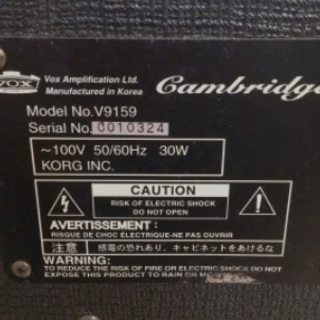 VOX
Vox Amplification Ltd.
Manufactured in Korea
Cambridge
Model No.V9159
Serial No.0010324
~100V 50/60Hz 30W
KORG INC.
CAUTION
RISK OF ELECTRIC SHOCK
DO NOT OPEN
AVERTISSEMENT:
RISQUE DE CHOC ÉLECTRIQUE-NE PAS OUVRIR
注意 感電の恐れあり、キャビネットをあけるな
WARNING:
TO REDUCE THE RISK OF FIRE OR ELECTRIC SHOCK DO NOT
EXPOSE THIS PRODUCT TO RAIN OR